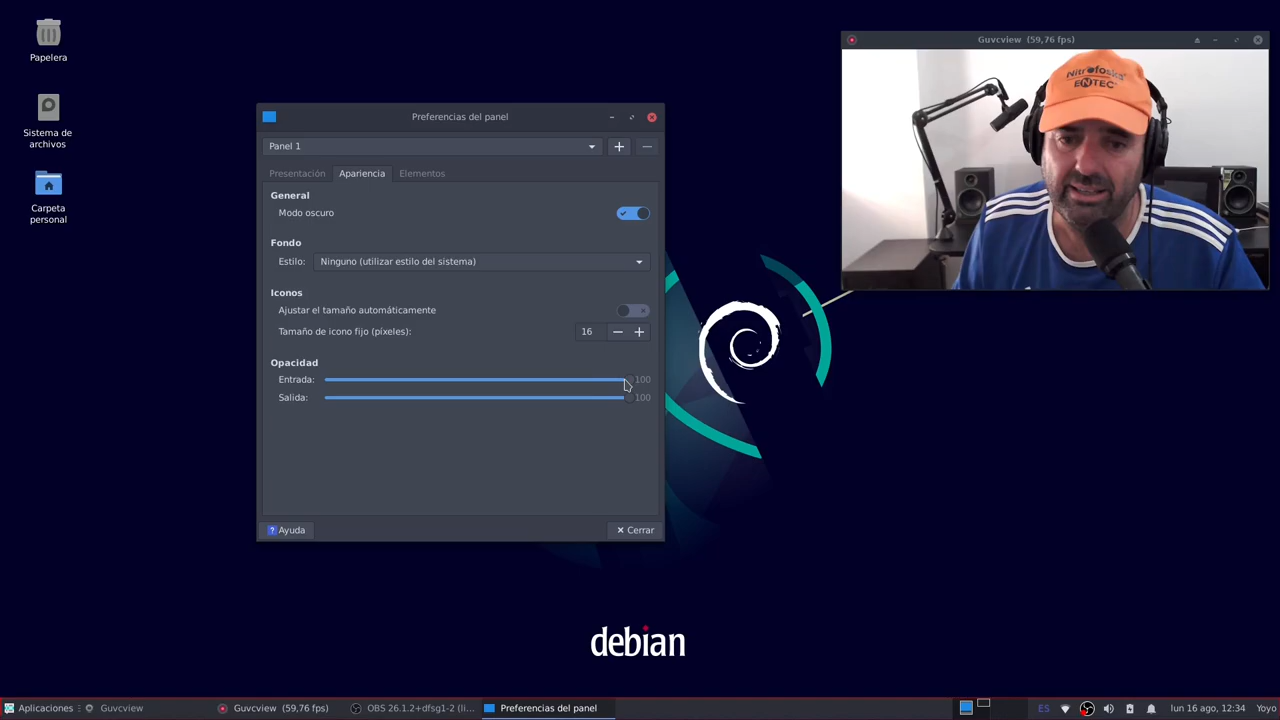 Papelera
Sistema de
archivos
Carpeta
personal
Guvcview (59,76 fps)
Nitrofoska
ENTEC
Preferencias del panel
Panel 1
Presentación
Apariencia
Elementos
General
Modo oscuro
Fondo
Estilo:
Ninguno (utilizar estilo del sistema)
Iconos
Ajustar el tamaño automáticamente
Tamaño de icono fijo (píxeles):
16
Opacidad
Entrada:
100
Salida:
100
Ayuda
Cerrar
debian
Aplicaciones
Guvcview
Guvcview (59,76 fps)
OBS 26.1.2+dfsg1-2 (li...
Preferencias del panel
ES
lun 16 ago, 12:34
Yoyo